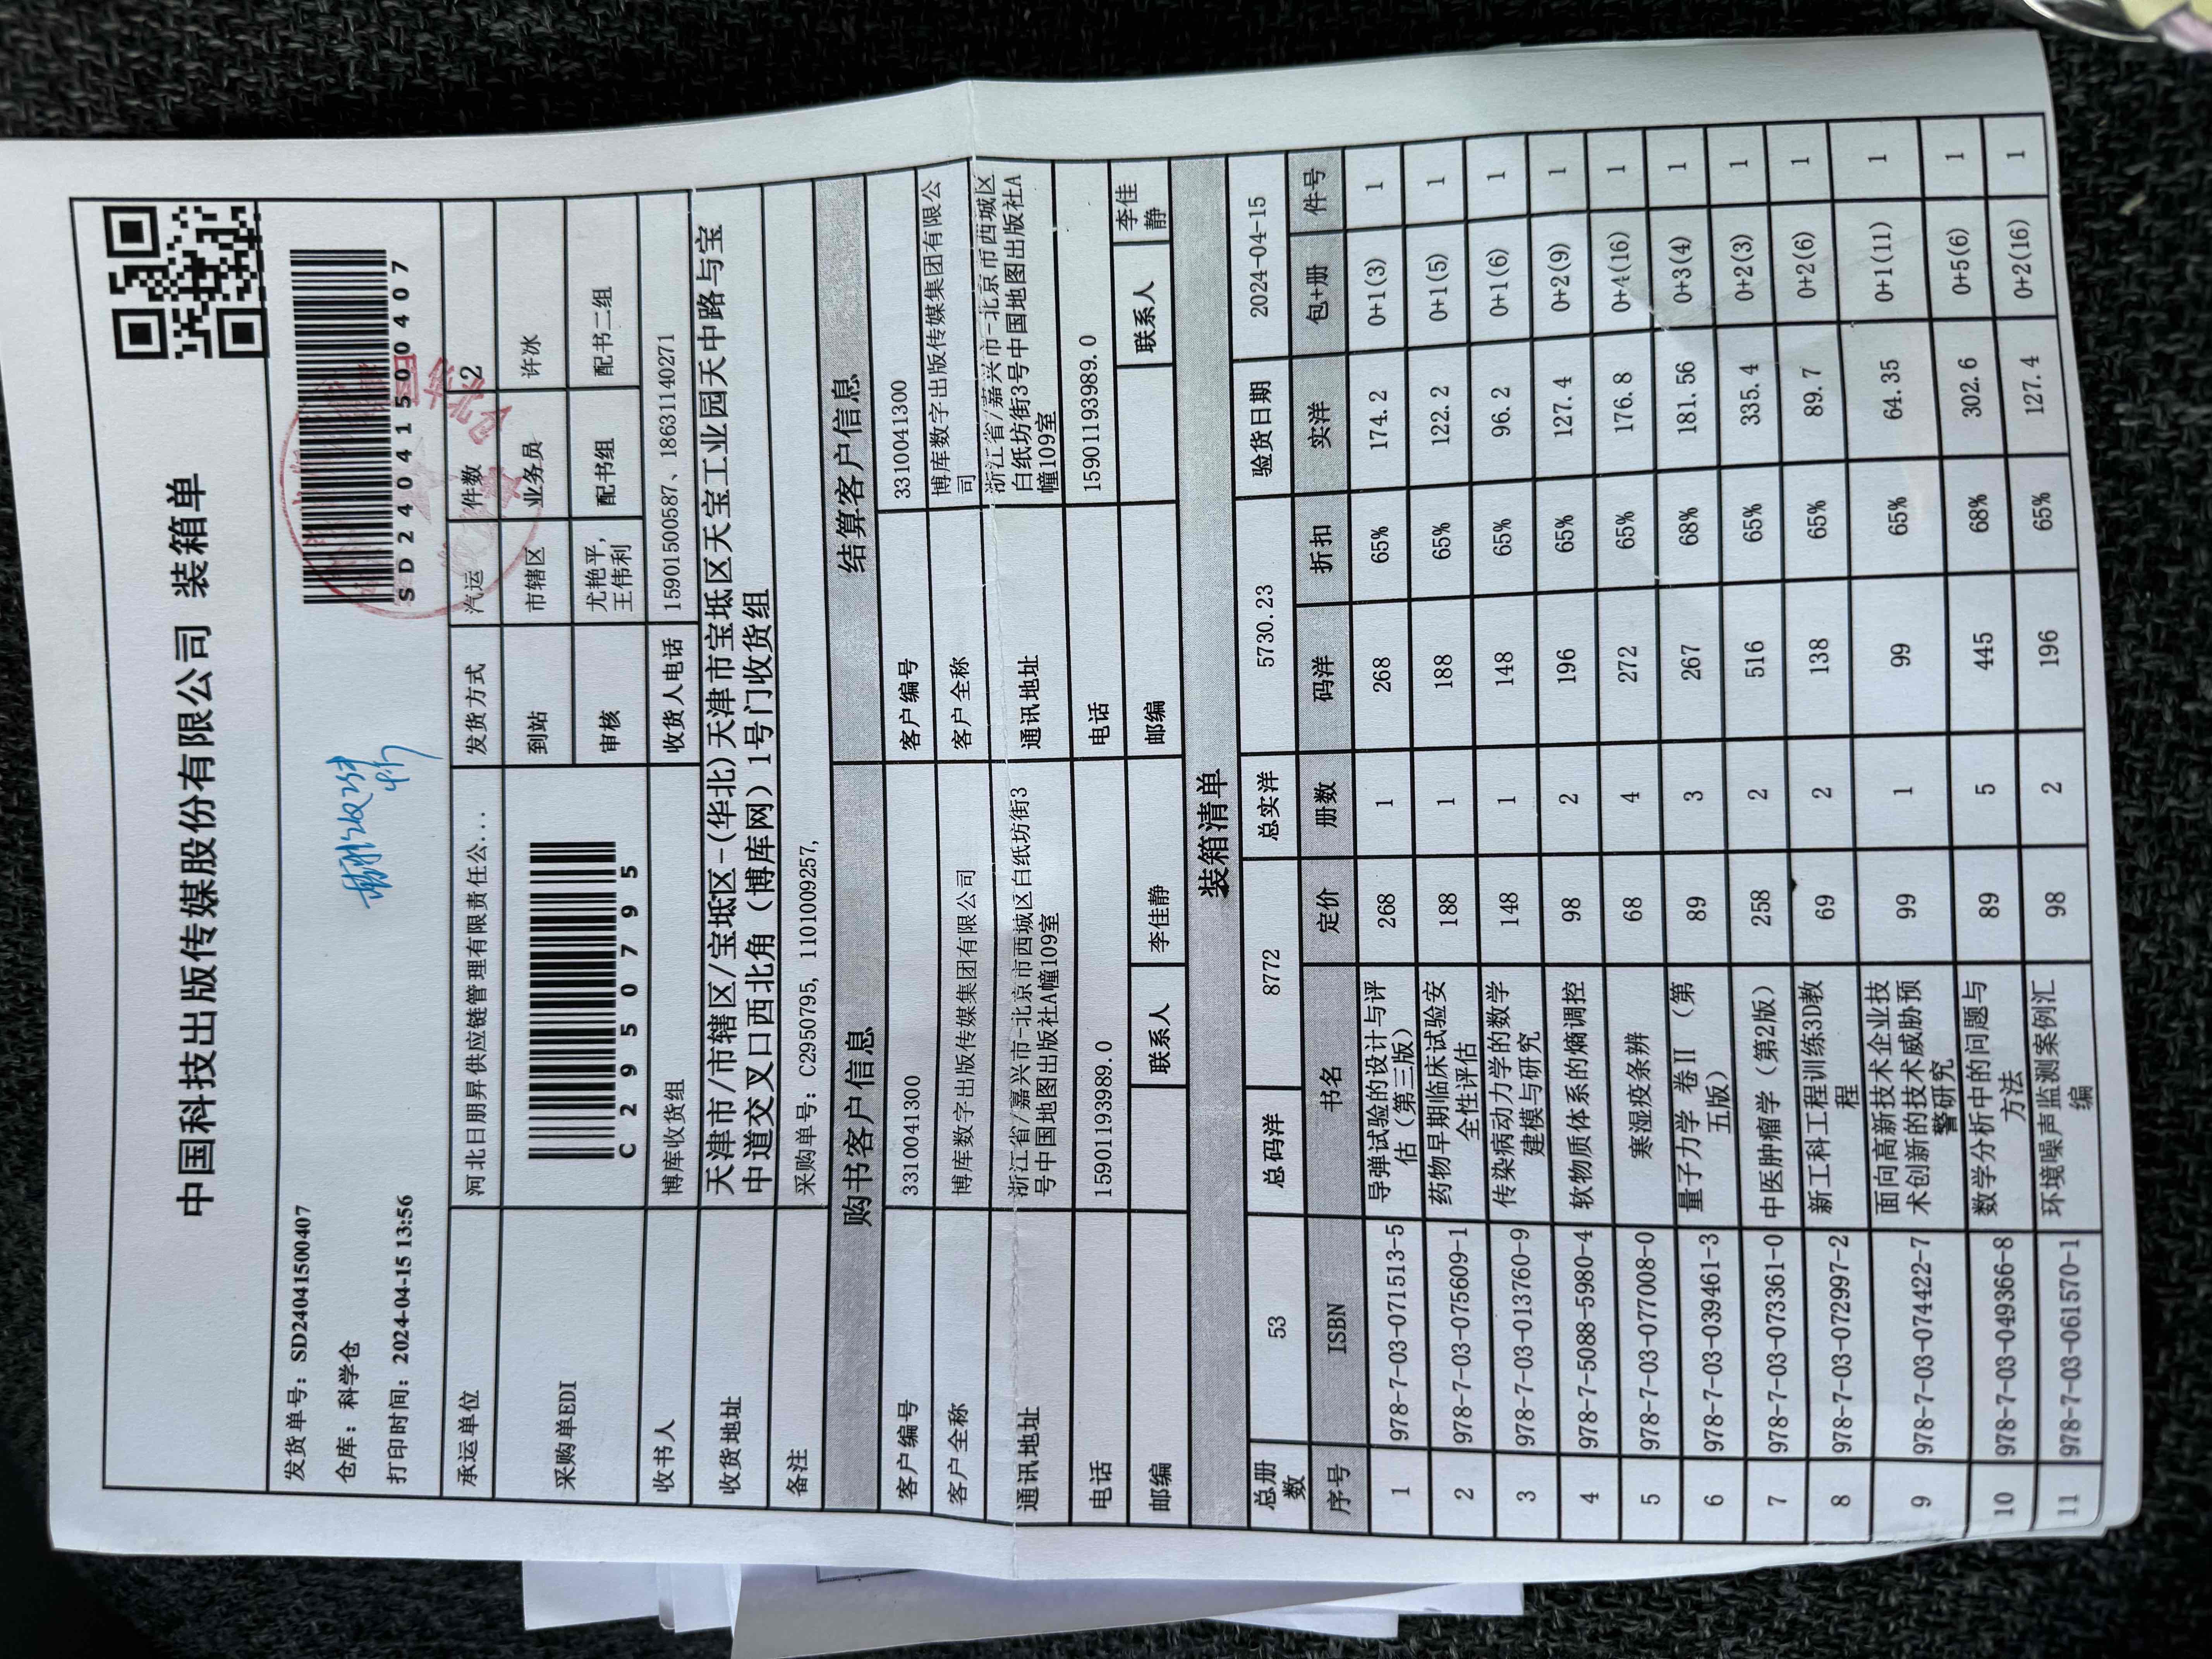 中国科技出版传媒股份有限公司 装箱单
发货单号：SD2404150​0407
SD24041500407
仓库：科学仓
打印时间：2024-04-15 13:56
承运单位 河北日朋昇供应链管理有限责任公... 发货方式 汽运 件数 2
采购单EDI C2950795 到站 市辖区 业务员 许冰
审核 尤艳平，
王伟利 配书组 配书二组
收书人 博库收货组 收货人电话 15901500587、18631140271
收货地址 天津市/市辖区/宝坻区-(华北)天津市宝坻区天宝工业园天中路与宝
中道交叉口西北角（博库网）1号门收货组
备注 采购单号：C2950795, 1101009257,
购书客户信息 结算客户信息
客户编号 3310041300 客户编号 3310041300
客户全称 博库数字出版传媒集团有限公司 客户全称 博库数字出版传媒集团有限公
司
通讯地址 浙江省/嘉兴市-北京市西城区白纸坊街3
号中国地图出版社A幢109室 通讯地址 浙江省/嘉兴市-北京市西城区
白纸坊街3号中国地图出版社A
幢109室
电话 15901193989.0 电话 15901193989.0
邮编 联系人 李佳静 邮编 联系人 李佳
静
装箱清单
总册
数 53 总码洋 8772 总实洋 5730.23 验货日期 2024-04-15
序号 ISBN 书名 定价 册数 码洋 折扣 实洋 包+册 件号
1 978-7-03-071513-5 导弹试验的设计与评
估（第三版） 268 1 268 65% 174.2 0+1(3) 1
2 978-7-03-075609-1 药物早期临床试验安
全性评估 188 1 188 65% 122.2 0+1(5) 1
3 978-7-03-013760-9 传染病动力学的数学
建模与研究 148 1 148 65% 96.2 0+1(6) 1
4 978-7-5088-5980-4 软物质体系的熵调控 98 2 196 65% 127.4 0+2(9) 1
5 978-7-03-077008-0 寒湿疫条辨 68 4 272 65% 176.8 0+4(16) 1
6 978-7-03-039461-3 量子力学 卷II （第
五版） 89 3 267 68% 181.56 0+3(4) 1
7 978-7-03-073361-0 中医肿瘤学（第2版） 258 2 516 65% 335.4 0+2(3) 1
8 978-7-03-072997-2 新工科工程训练3D教
程 69 2 138 65% 89.7 0+2(6) 1
9 978-7-03-074422-7 面向高新技术企业技
术创新的技术威胁预
警研究 99 1 99 65% 64.35 0+1(11) 1
10 978-7-03-049366-8 数学分析中的问题与
方法 89 5 445 68% 302.6 0+5(6) 1
11 978-7-03-061570-1 环境噪声监测案例汇
编 98 2 196 65% 127.4 0+2(16) 1